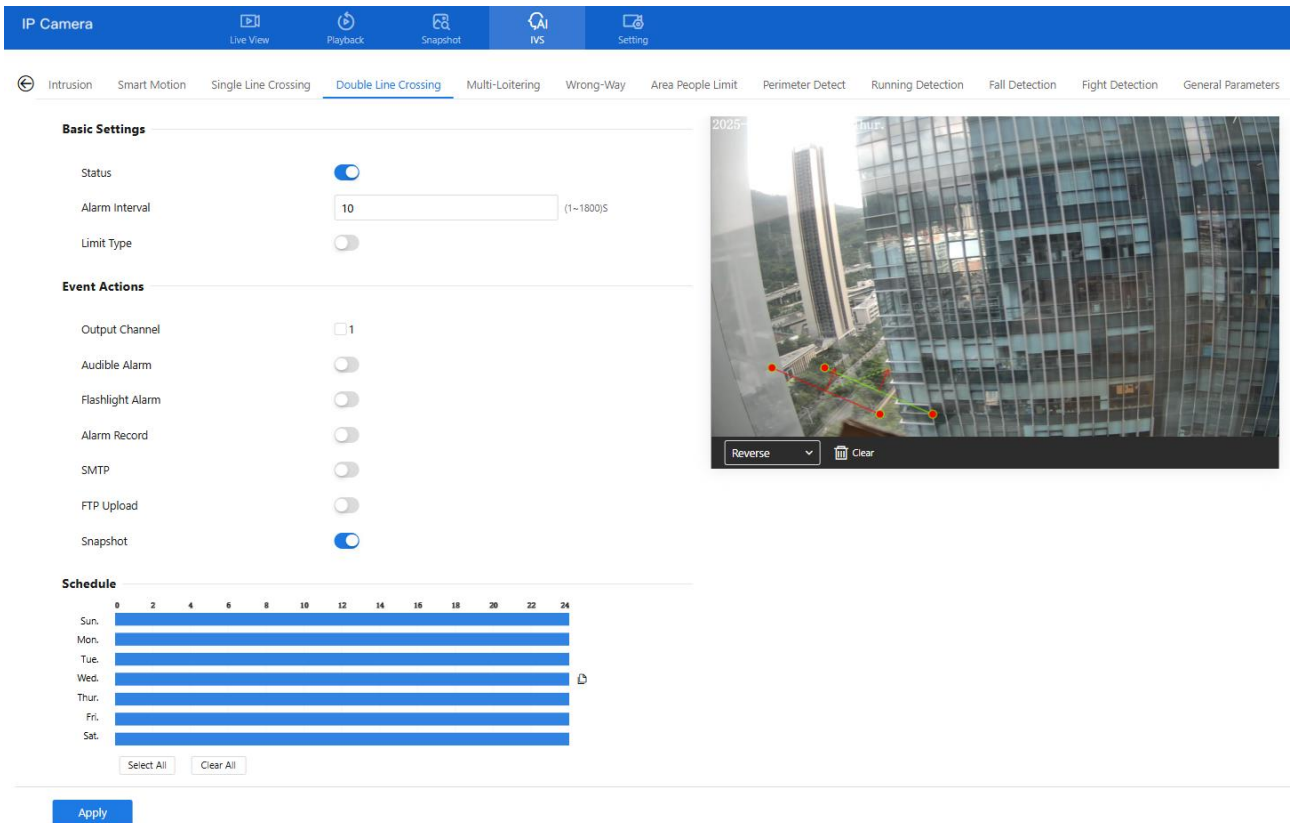 IP Camera
Live View
Playback
Snapshot
AI
IVS
Setting
Intrusion Smart Motion Single Line Crossing Double Line Crossing Multi-Loitering Wrong-Way Area People Limit Perimeter Detect Running Detection Fall Detection Fight Detection General Parameters
Basic Settings
Status
Alarm Interval 10 (1~1800)S
Limit Type
Event Actions
Output Channel 1
Audible Alarm
Flashlight Alarm
Alarm Record
SMTP
FTP Upload
Snapshot
Schedule
0 2 4 6 8 10 12 14 16 18 20 22 24
Sun.
Mon.
Tue.
Wed.
Thur.
Fri.
Sat.
Select All Clear All
Apply
2025- Thur.
Reverse Clear